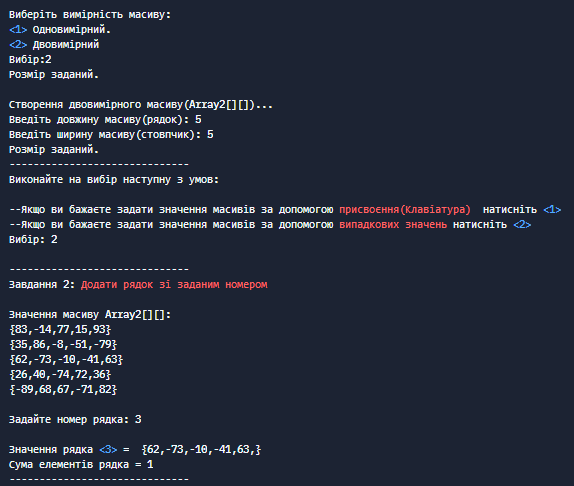 Виберіть вимірність масиву:
<1> Одновимірний.
<2> Двовимірний
Вибір:2
Розмір заданий.
Створення двовимірного масиву(Array2[][])...
Введіть довжину масиву(рядок): 5
Введіть ширину масиву(стовпчик): 5
Розмір заданий.
------------------------------
Виконайте на вибір наступну з умов:
--Якщо ви бажаєте задати значення масивів за допомогою присвоєння(Клавіатура)  натисніть <1>
--Якщо ви бажаєте задати значення масивів за допомогою випадкових значень натисніть <2>
Вибір: 2
------------------------------
Завдання 2: Додати рядок зі заданим номером
Значення масиву Array2[][]:
{83,-14,77,15,93}
{35,86,-8,-51,-79}
{62,-73,-10,-41,63}
{26,40,-74,72,36}
{-89,68,67,-71,82}
Задайте номер рядка: 3
Значення рядка <3> =  {62,-73,-10,-41,63,}
Сума елементів рядка = 1
------------------------------